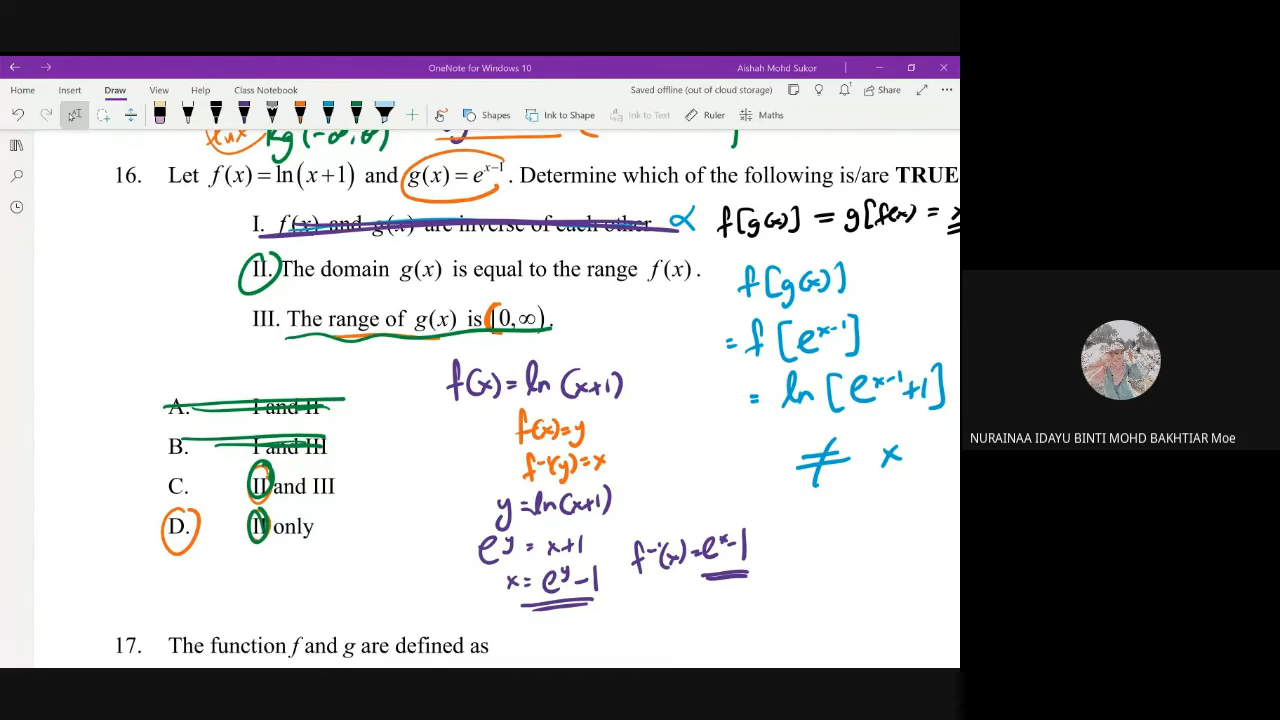 OneNote for Windows 10
Aishah Mohd Sukor
Home Insert Draw View Help Class Notebook
Saved offline (out of cloud storage) Share
Shapes Ink to Shape Ink to Text Ruler Maths
16. Let f(x) = ln(x+1) and g(x) = e^{x−1}. Determine which of the following is/are TRUE
I. f(x) and g(x) are inverse of each other
f[g(x)] = g[f(x) = x
II. The domain g(x) is equal to the range f(x).
III. The range of g(x) is [0,∞).
f[g(x)]
= f[e^{x-1}]
= ln[e^{x-1}+1]
≠ x
A. I and II
B. I and III
C. II and III
D. II only
f(x) = ln(x+1)
f(x)=y
f⁻¹(y)=x
y=ln(x+1)
e^y = x+1
x = e^y −1
f⁻¹(x)=e^x−1
17. The function f and g are defined as
NURAINAA IDAYU BINTI MOHD BAKHTIAR Moe